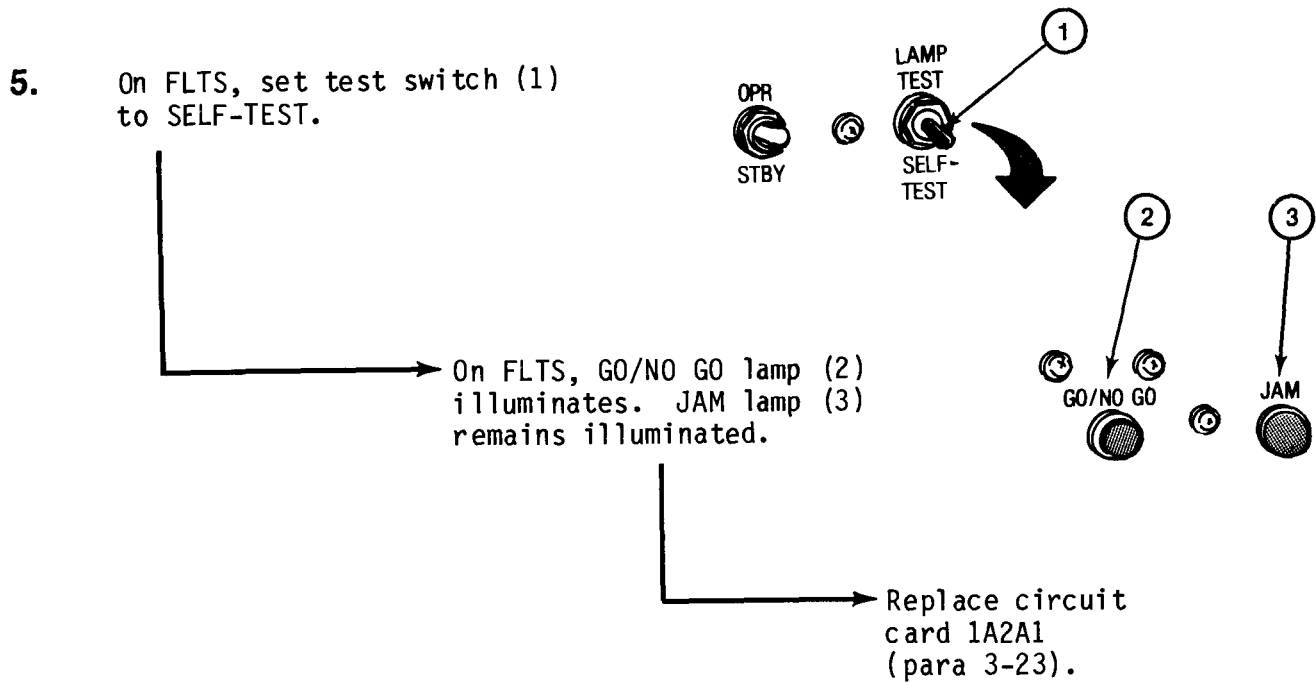 5. On FLTS, set test switch (1)
to SELF-TEST.
1
LAMP
TEST
OPR
STBY
SELF-
TEST
2
3
On FLTS, GO/NO GO lamp (2)
illuminates. JAM lamp (3)
remains illuminated.
GO/NO GO
JAM
Replace circuit
card 1A2A1
(para 3-23).